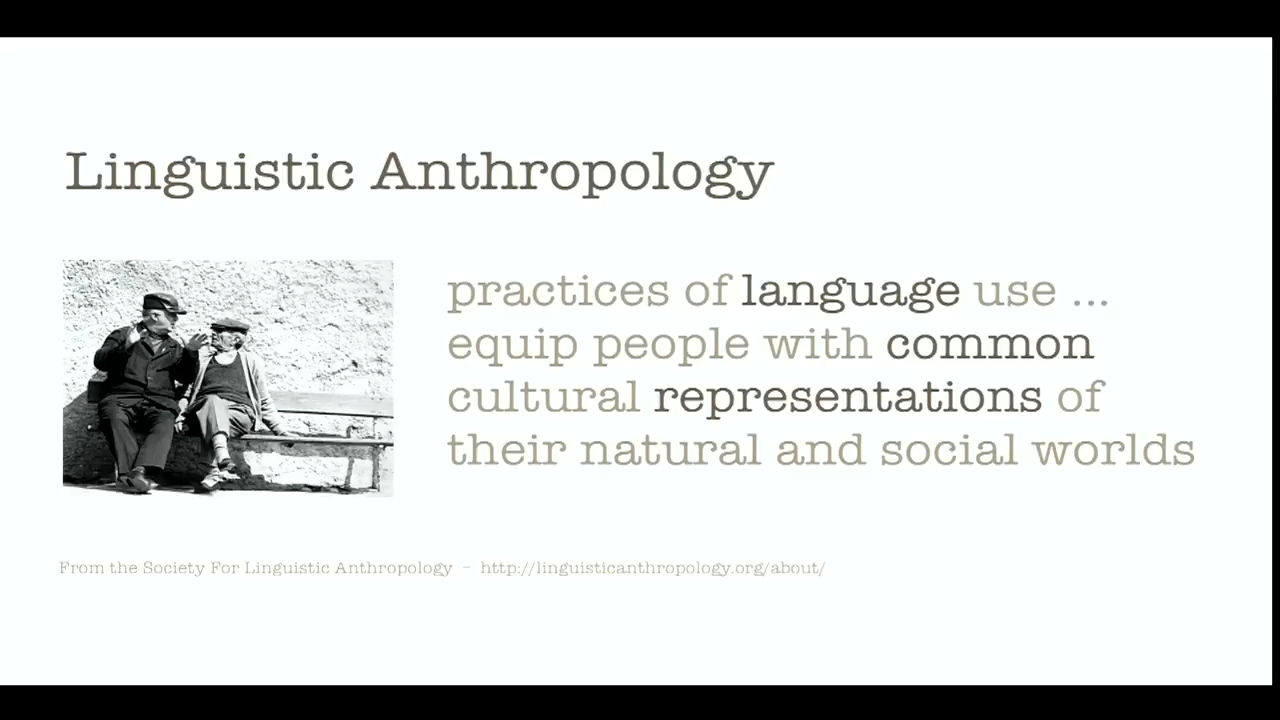 Linguistic Anthropology
practices of language use ...
equip people with common
cultural representations of
their natural and social worlds
From the Society For Linguistic Anthropology – http://linguisticanthropology.org/about/